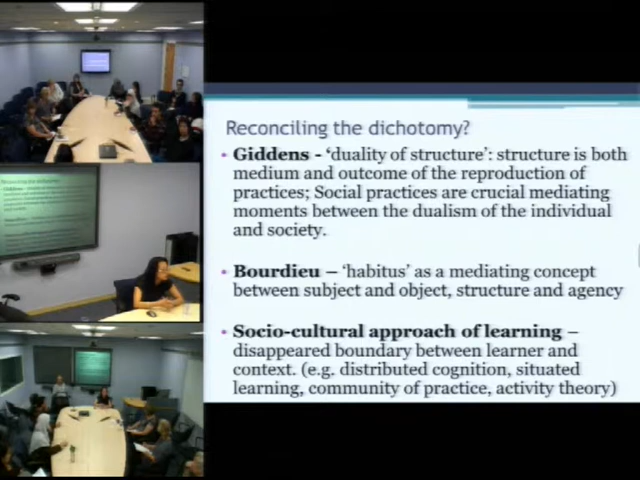 Reconciling the dichotomy?
• Giddens - 'duality of structure': structure is both
medium and outcome of the reproduction of
practices; Social practices are crucial mediating
moments between the dualism of the individual
and society.
• Bourdieu – 'habitus' as a mediating concept
between subject and object, structure and agency
• Socio-cultural approach of learning –
disappeared boundary between learner and
context. (e.g. distributed cognition, situated
learning, community of practice, activity theory)